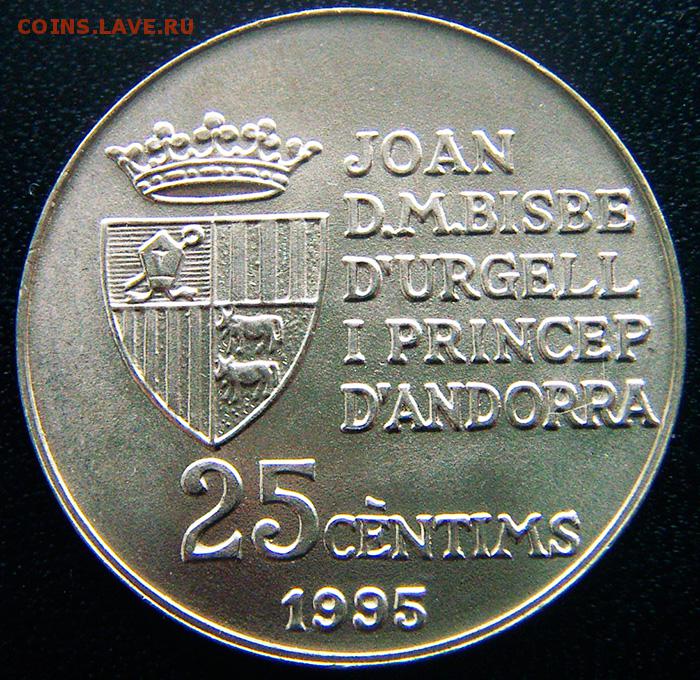 COINS.LAVE.RU
JOAN
D.M.BISBE
D'URGELL
I PRINCEP
D'ANDORRA
25 CÈNTIMS
1995